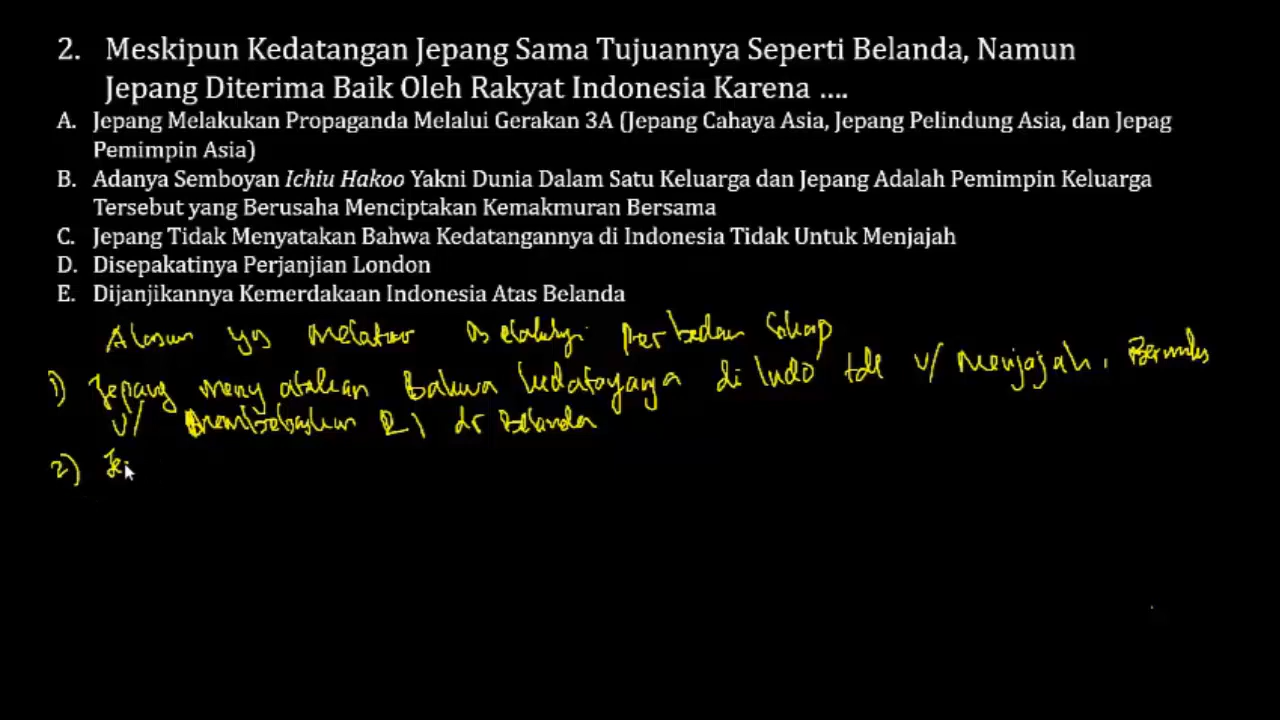 2. Meskipun Kedatangan Jepang Sama Tujuannya Seperti Belanda, Namun
Jepang Diterima Baik Oleh Rakyat Indonesia Karena ....
A. Jepang Melakukan Propaganda Melalui Gerakan 3A (Jepang Cahaya Asia, Jepang Pelindung Asia, dan Jepag
Pemimpin Asia)
B. Adanya Semboyan Ichiu Hakoo Yakni Dunia Dalam Satu Keluarga dan Jepang Adalah Pemimpin Keluarga
Tersebut yang Berusaha Menciptakan Kemakmuran Bersama
C. Jepang Tidak Menyatakan Bahwa Kedatangannya di Indonesia Tidak Untuk Menjajah
D. Disepakatinya Perjanjian London
E. Dijanjikannya Kemerdakaan Indonesia Atas Belanda
Alasan yg Melatar Belakangi Perbedaan Sikap
1) Jepang menyatakan Bahwa kedatangannya di Indo tdk u/ Menjajah,
u/ membebaskan RI dr Belanda
2) Je